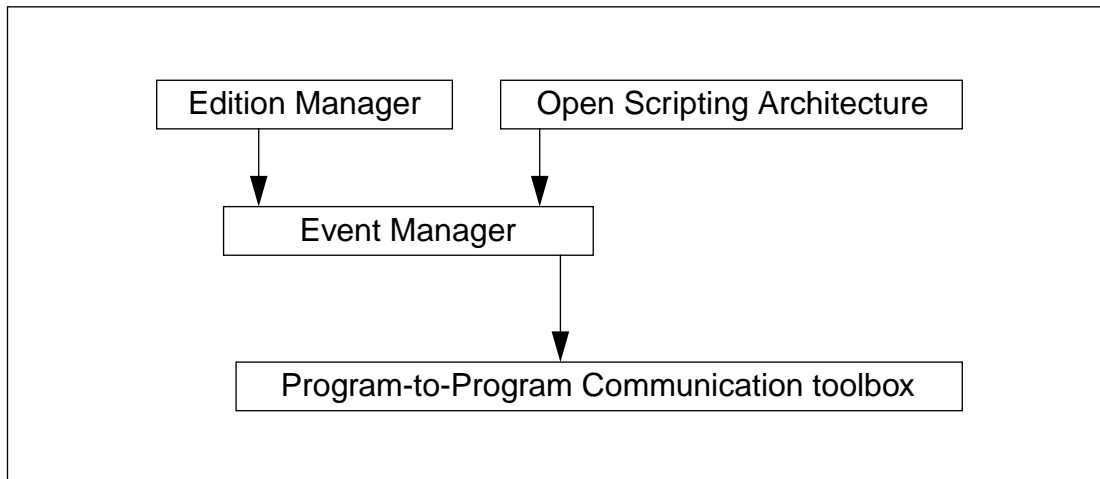 Edition Manager
Open Scripting Architecture
Event Manager
Program-to-Program Communication toolbox